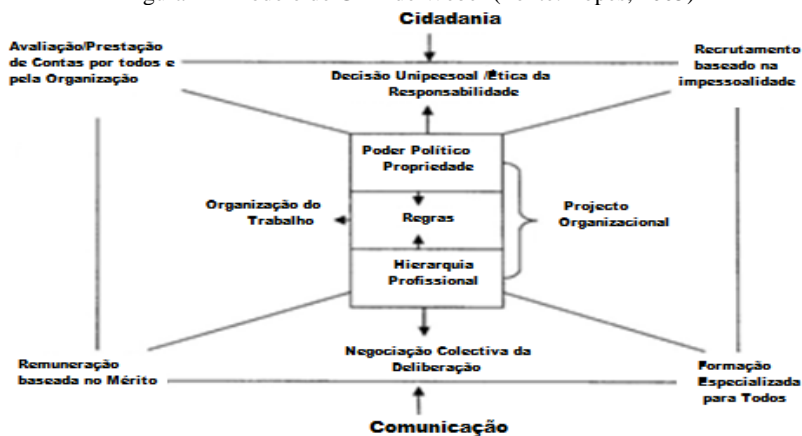 Cidadania
Avaliação/Prestação
de Contas por todos e
pela Organização
Recrutamento
baseado na
impessoalidade
Decisão Unipeesoal /Ética da
Responsabilidade
Poder Político
Propriedade
Organização do
Trabalho
Regras
Projecto
Organizacional
Hierarquia
Profissional
Negociação Colectiva da
Deliberação
Remuneração
baseada no Mérito
Formação
Especializada
para Todos
Comunicação